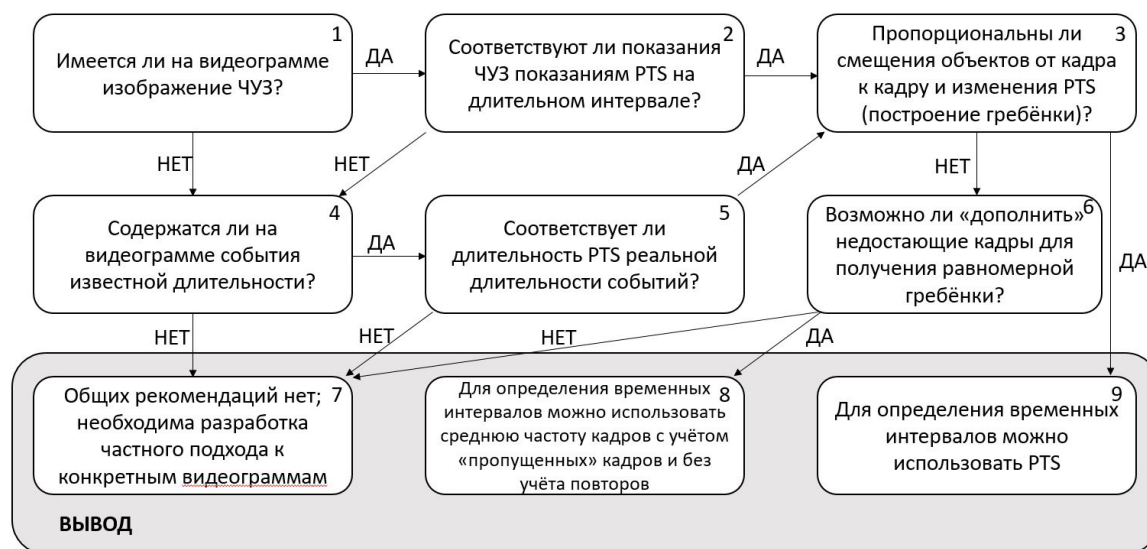 1
Имеется ли на видеограмме
изображение ЧУЗ?
ДА
2
Соответствуют ли показания
ЧУЗ показаниям PTS на
длительном интервале?
ДА
3
Пропорциональны ли
смещения объектов от кадра
к кадру и изменения PTS
(построение гребёнки)?
НЕТ
НЕТ
ДА
НЕТ
4
Содержатся ли на
видеограмме события
известной длительности?
ДА
5
Соответствует ли
длительность PTS реальной
длительности событий?
6
Возможно ли «дополнить»
недостающие кадры для
получения равномерной
гребёнки?
ДА
НЕТ
НЕТ
НЕТ
ДА
7
Общих рекомендаций нет;
необходима разработка
частного подхода к
конкретным видеограммам
8
Для определения временных
интервалов можно использовать
среднюю частоту кадров с учётом
«пропущенных» кадров и без
учёта повторов
9
Для определения временных
интервалов можно
использовать PTS
ВЫВОД